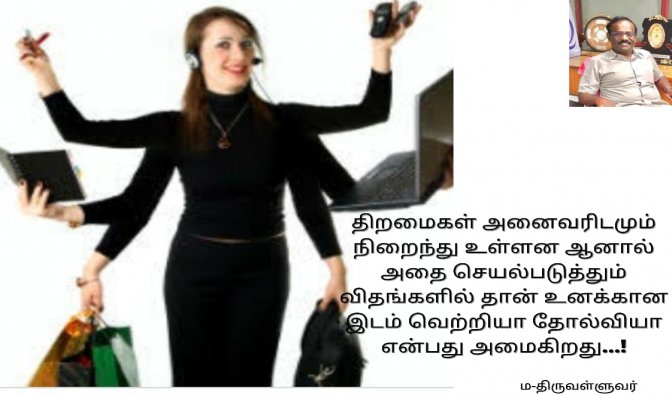 திறமைகள் அனைவரிடமும்
நிறைந்து உள்ளன ஆனால்
அதை செயல்படுத்தும்
விதங்களில் தான் உனக்கான
இடம் வெற்றியா தோல்வியா
என்பது அமைகிறது...!
ம-திருவள்ளுவர்